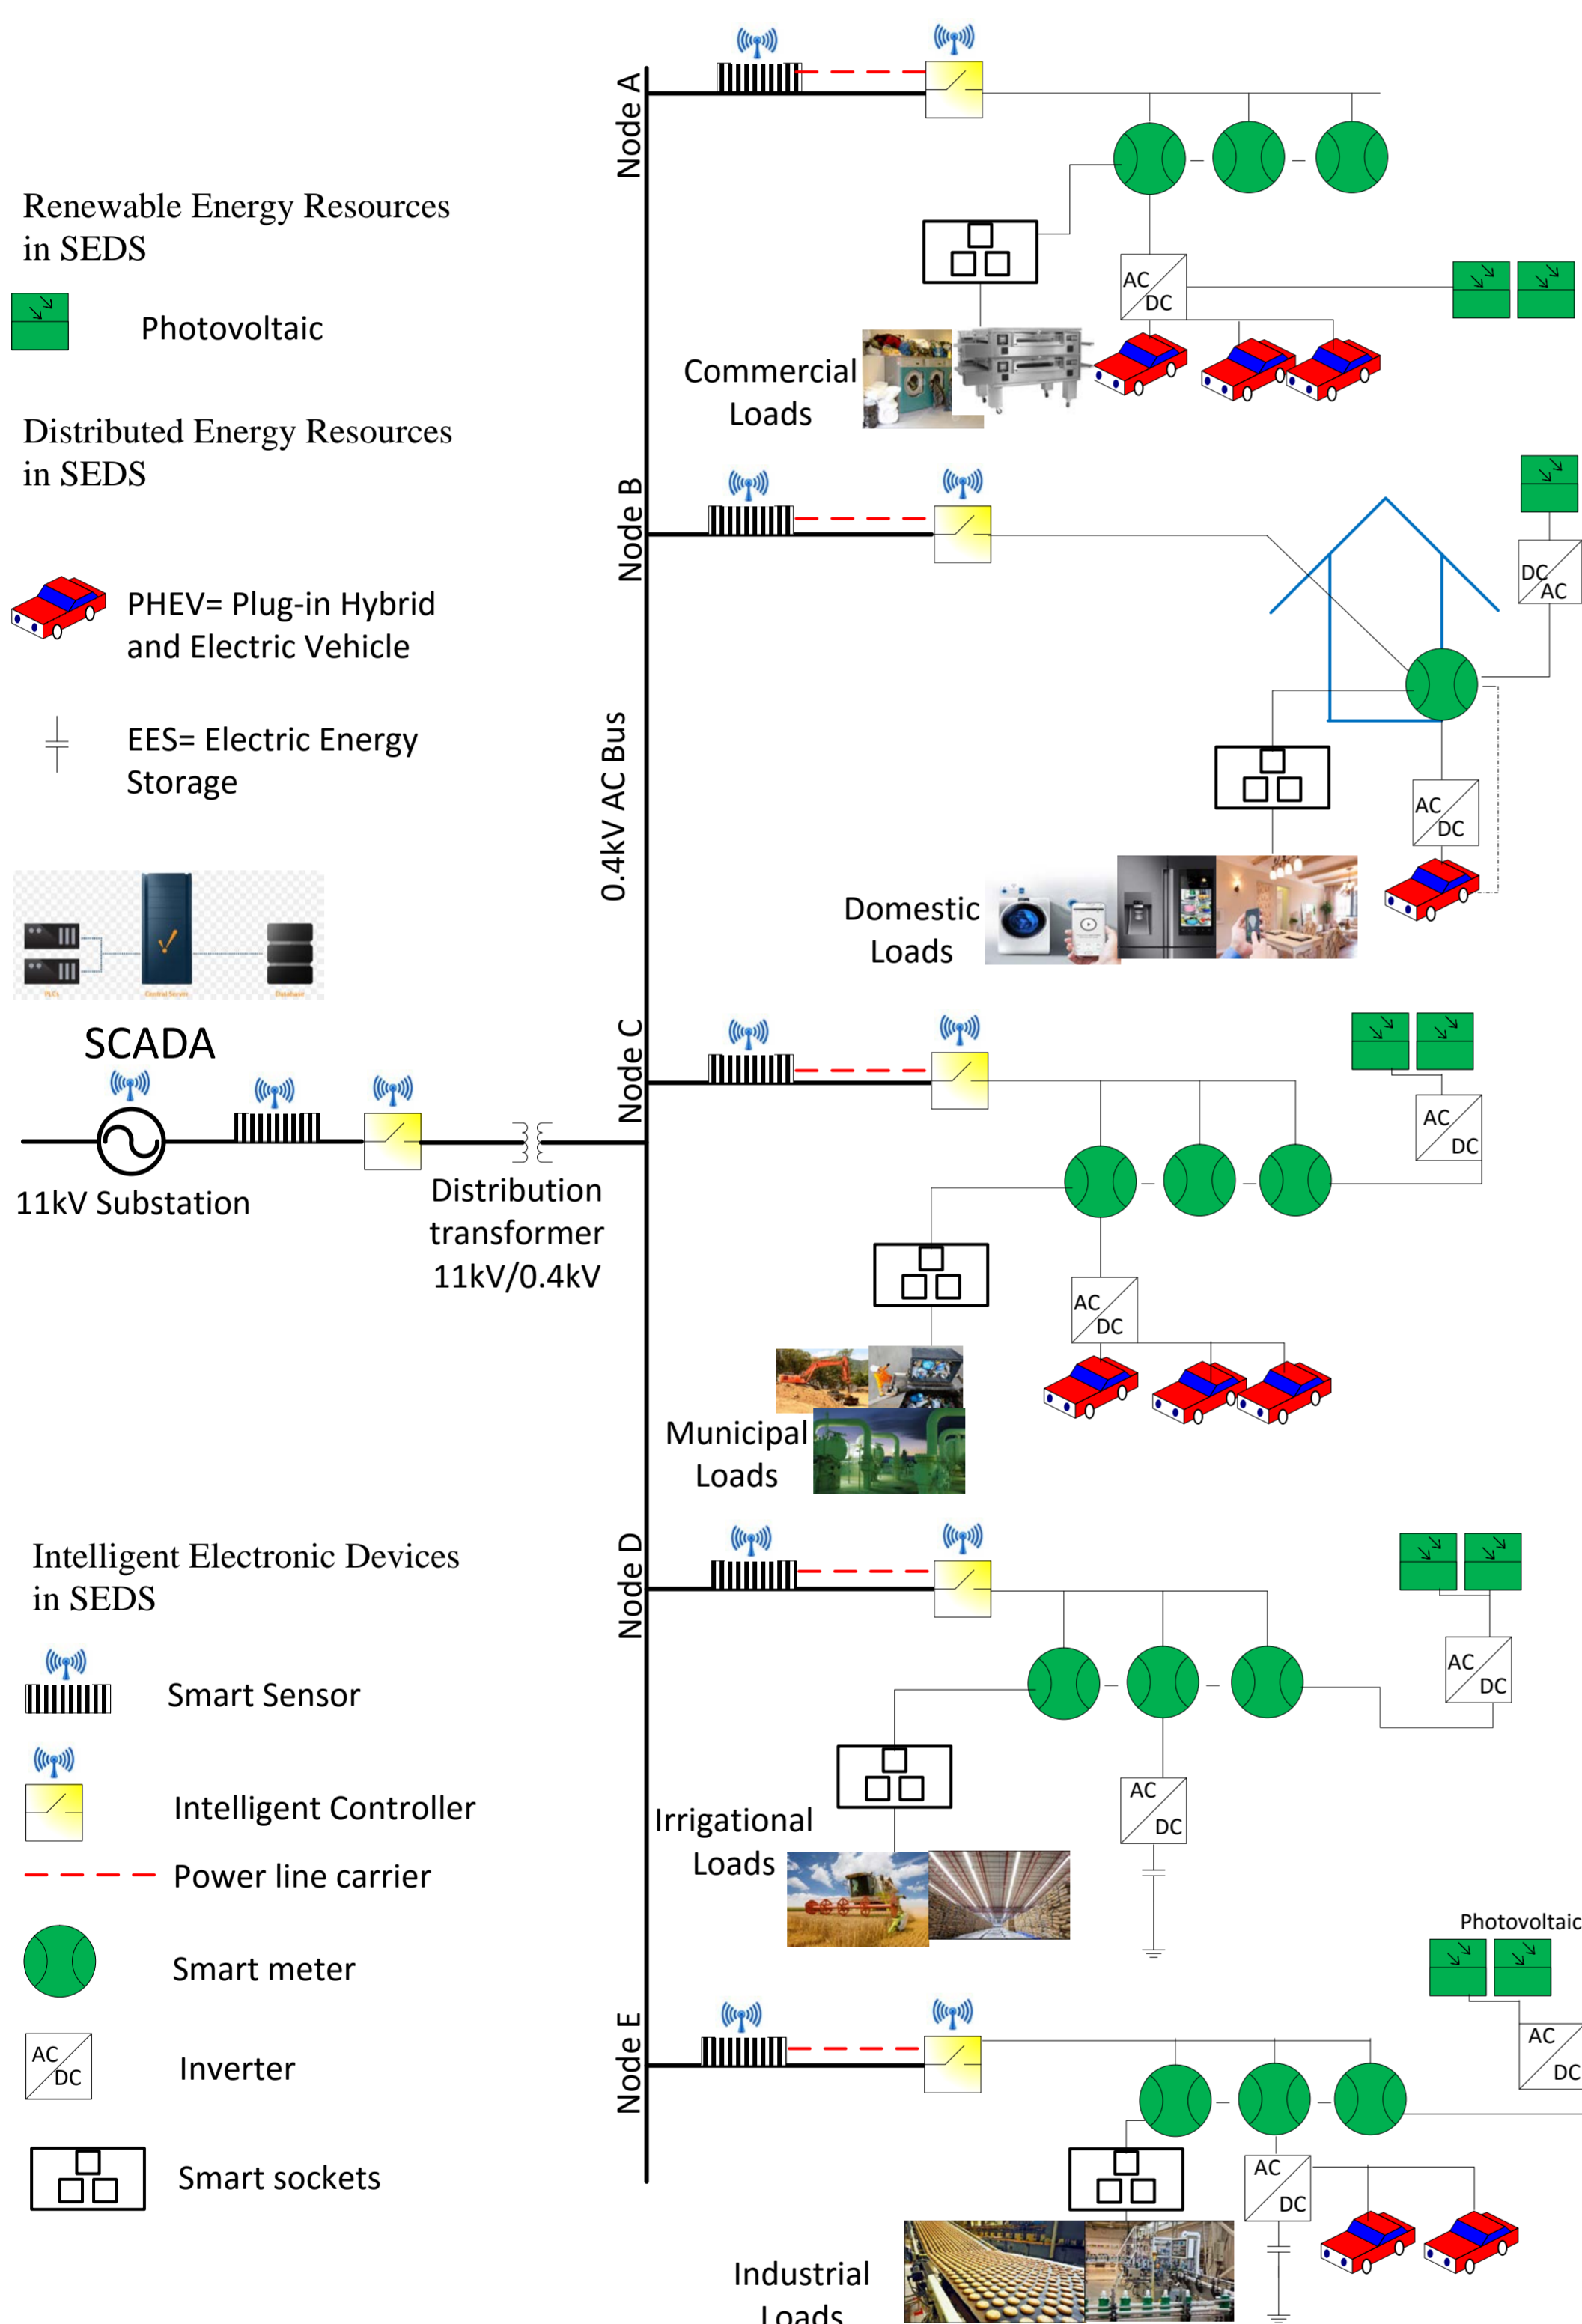 Renewable Energy Resources
in SEDS
Photovoltaic
Distributed Energy Resources
in SEDS
PHEV= Plug-in Hybrid
and Electric Vehicle
EES= Electric Energy
Storage
PLCs
Central Server
Database
SCADA
11kV Substation
Distribution
transformer
11kV/0.4kV
Intelligent Electronic Devices
in SEDS
Smart Sensor
Intelligent Controller
Power line carrier
Smart meter
AC
DC
Inverter
Smart sockets
0.4kV AC Bus
Node A
AC
DC
Commercial
Loads
Node B
DC
AC
AC
DC
Domestic
Loads
Node C
AC
DC
AC
DC
Municipal
Loads
Node D
AC
DC
AC
DC
Irrigational
Loads
Photovoltaic
Node E
AC
DC
AC
DC
Industrial
Loads